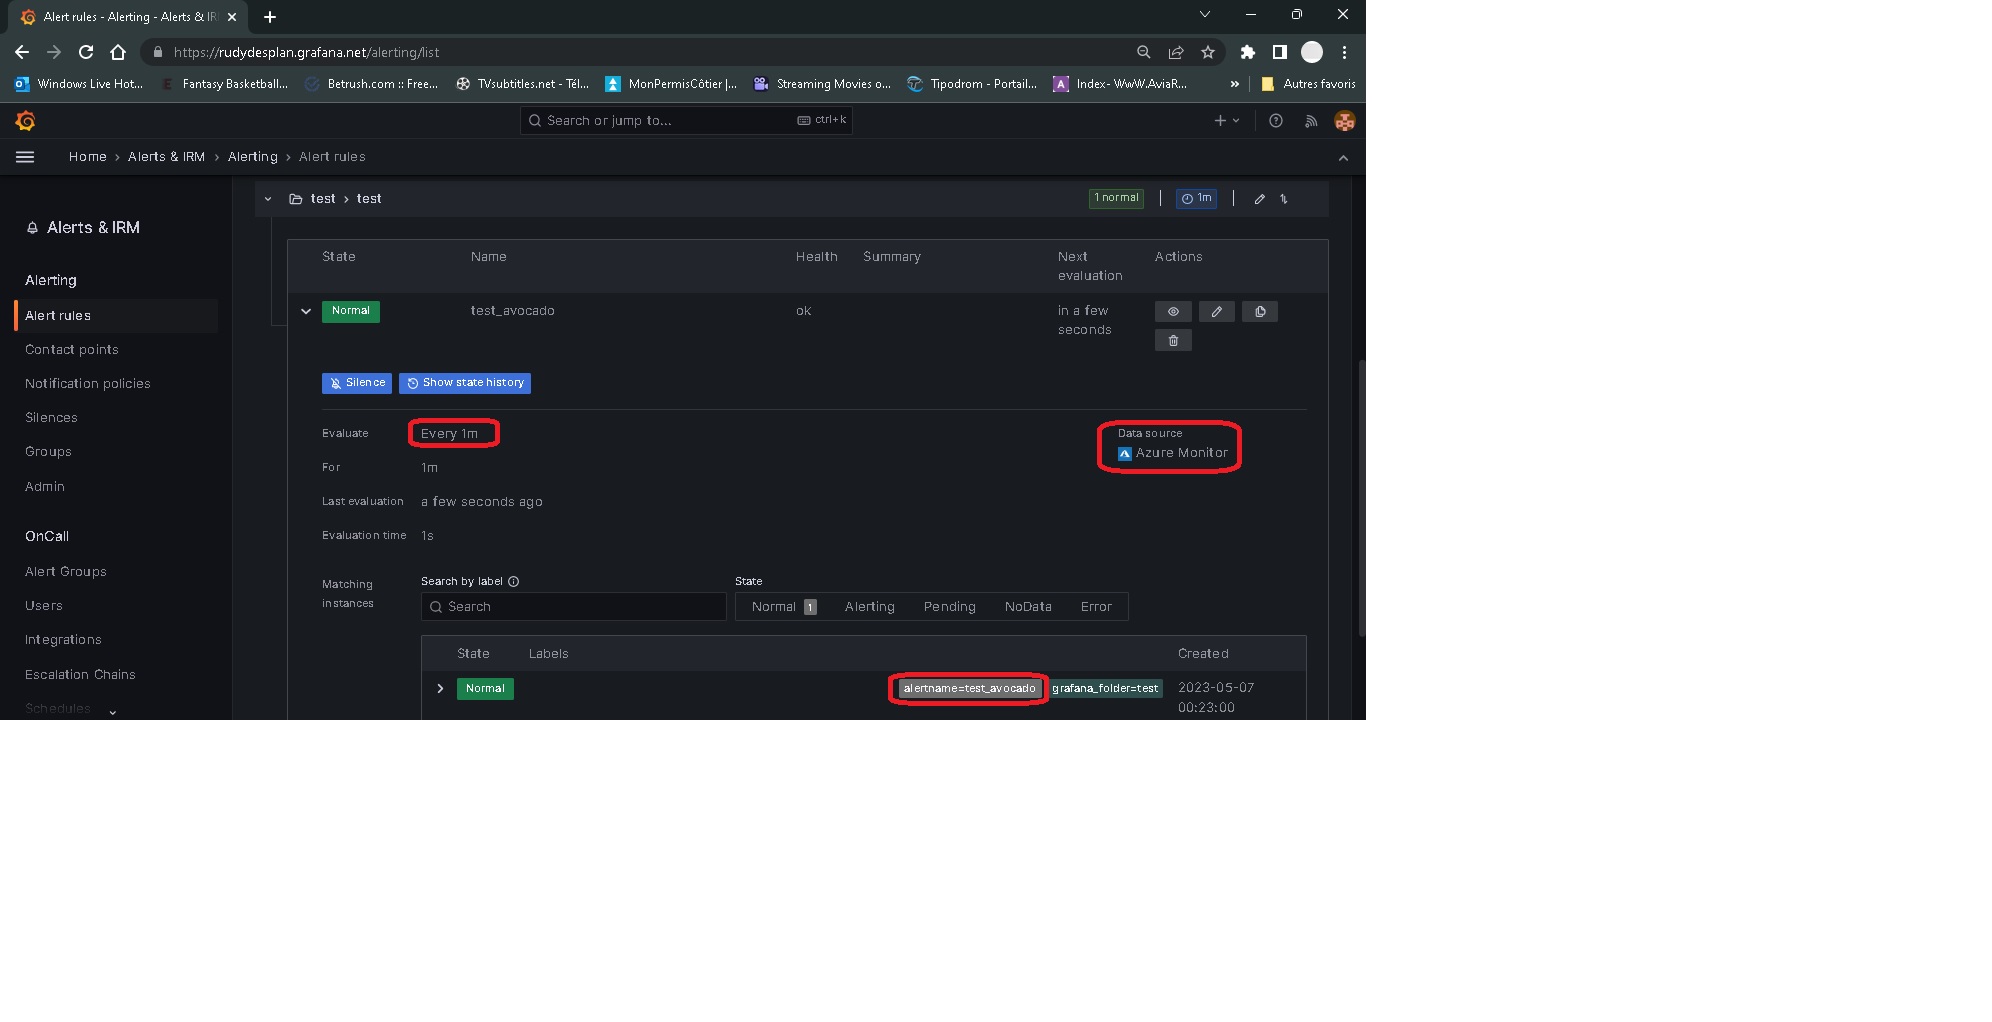 Alert rules - Alerting - Alerts & IR
https://rudydesplan.grafana.net/alerting/list
Windows Live Hot... Fantasy Basketball... Betrush.com :: Free... TVsubtitles.net - Tél... MonPermisCôtier |... Streaming Movies o... Tipodrom - Portail... Index- WwW.AviaR... » Autres favoris
Search or jump to... ctrl+k
Home › Alerts & IRM › Alerting › Alert rules
test › test 1 normal | 1m |
Alerts & IRM
Alerting
Alert rules
Contact points
Notification policies
Silences
Groups
Admin
OnCall
Alert Groups
Users
Integrations
Escalation Chains
Schedules
State Name Health Summary Next evaluation Actions
Normal test_avocado ok in a few seconds
Silence Show state history
Evaluate Every 1m
Data source
Azure Monitor
For 1m
Last evaluation a few seconds ago
Evaluation time 1s
Matching instances
Search by label
Search
State
Normal 1 Alerting Pending NoData Error
State Labels Created
Normal alertname=test_avocado grafana_folder=test 2023-05-07
00:23:00